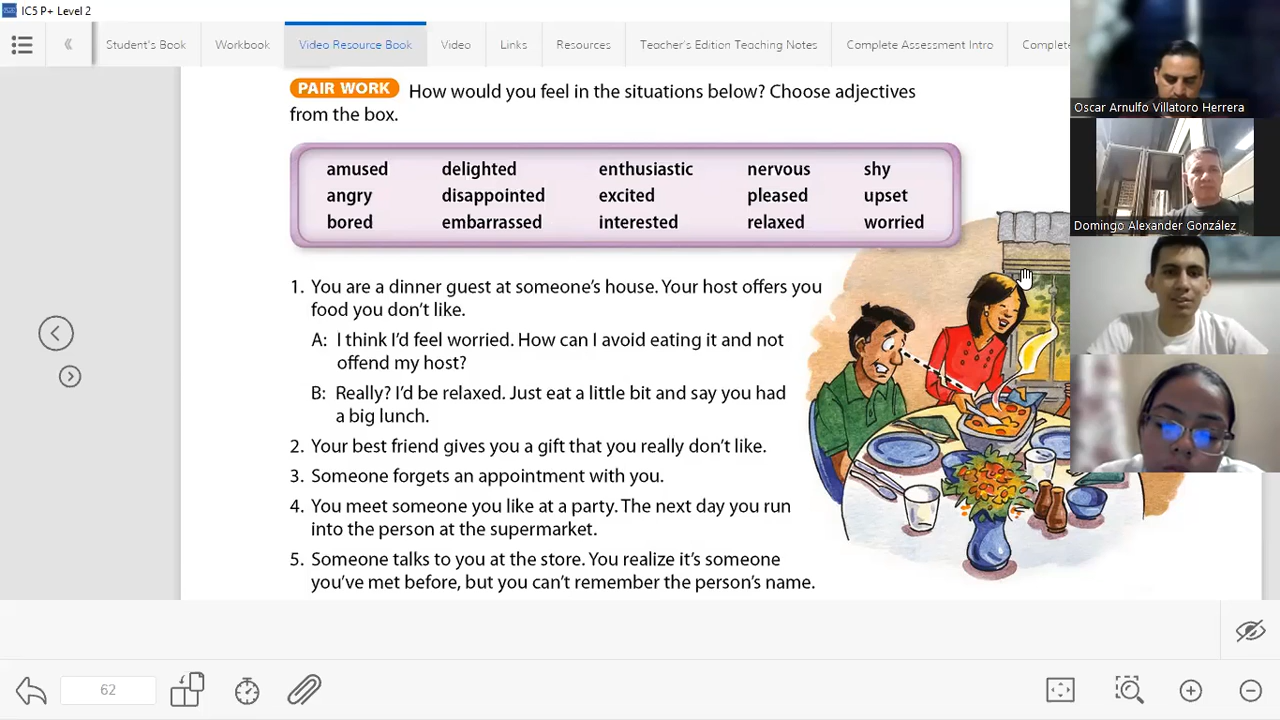 IC5 P+ Level 2
Student's Book Workbook Video Resource Book Video Links Resources Teacher's Edition Teaching Notes Complete Assessment Intro Complete
PAIR WORK How would you feel in the situations below? Choose adjectives
from the box.
amused delighted enthusiastic nervous shy
angry disappointed excited pleased upset
bored embarrassed interested relaxed worried
1. You are a dinner guest at someone's house. Your host offers you
food you don't like.
A: I think I'd feel worried. How can I avoid eating it and not
offend my host?
B: Really? I'd be relaxed. Just eat a little bit and say you had
a big lunch.
2. Your best friend gives you a gift that you really don't like.
3. Someone forgets an appointment with you.
4. You meet someone you like at a party. The next day you run
into the person at the supermarket.
5. Someone talks to you at the store. You realize it's someone
you've met before, but you can't remember the person's name.
Oscar Arnulfo Villatoro Herrera
Domingo Alexander González
62